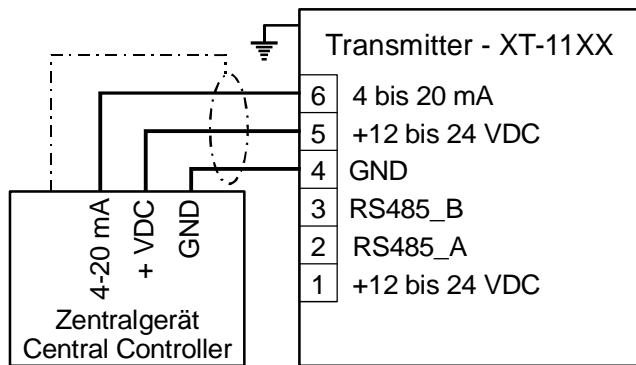 Transmitter - XT-11XX
6 4 bis 20 mA
5 +12 bis 24 VDC
4 GND
3 RS485_B
2 RS485_A
1 +12 bis 24 VDC
4-20 mA
+ VDC
GND
Zentralgerät
Central Controller